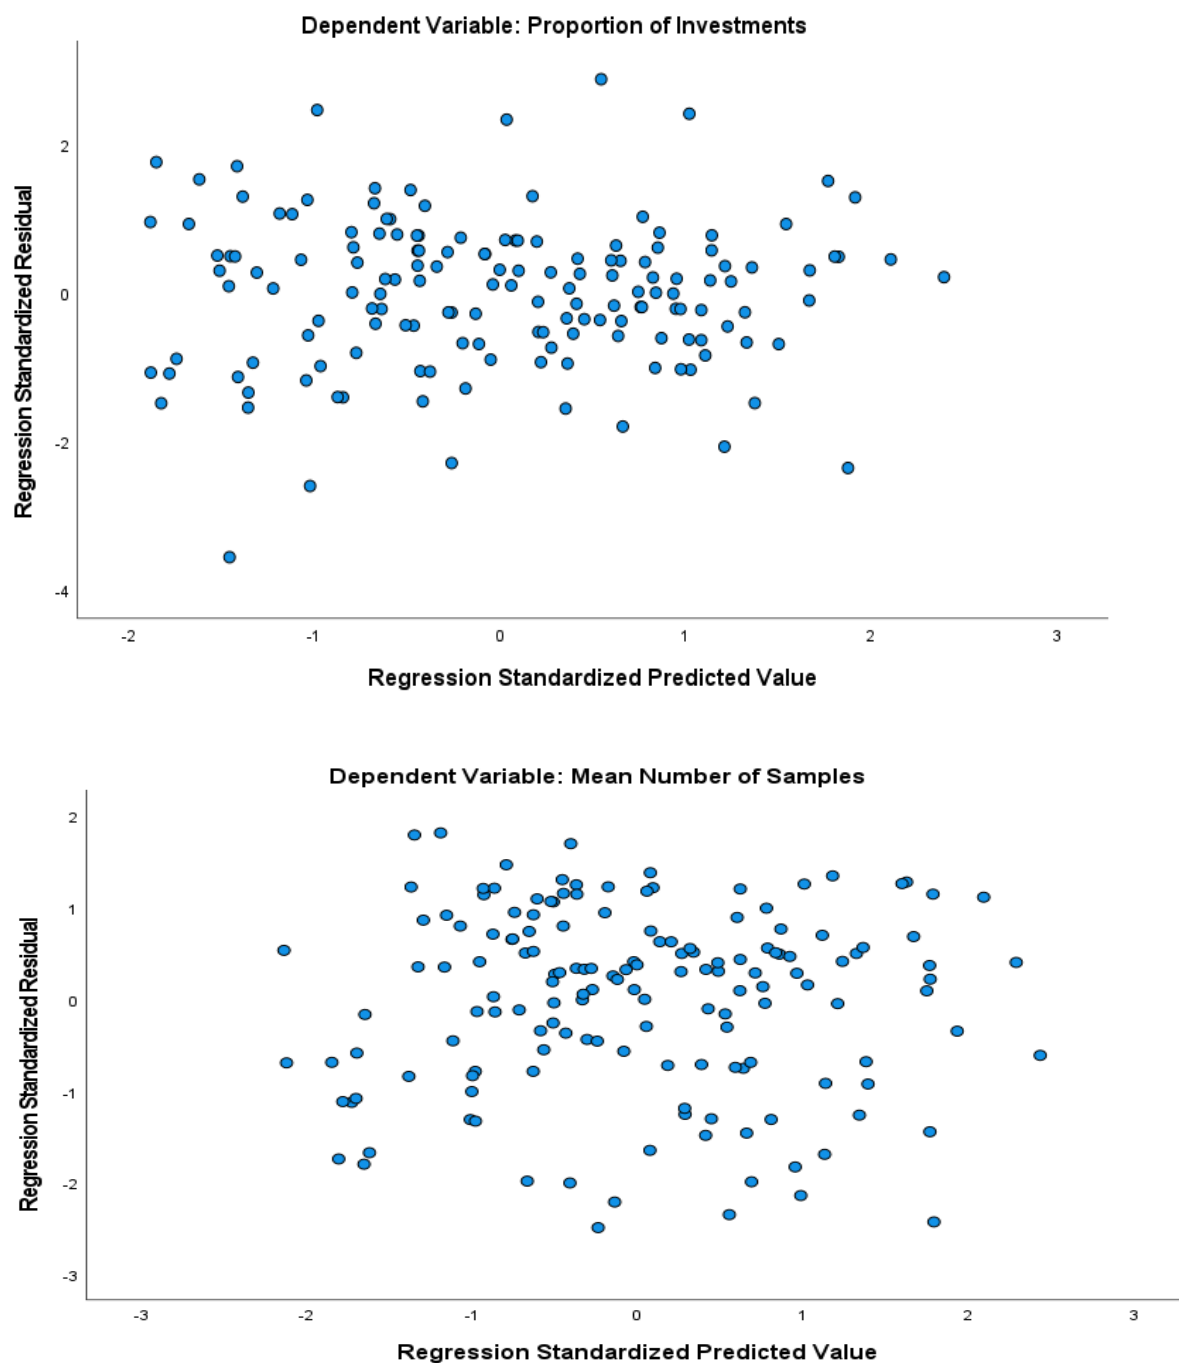 Dependent Variable: Proportion of Investments
Regression Standardized Residual
2
0
-2
-4
-2 -1 0 1 2 3
Regression Standardized Predicted Value
Dependent Variable: Mean Number of Samples
Regression Standardized Residual
2
1
0
-1
-2
-3
-3 -2 -1 0 1 2 3
Regression Standardized Predicted Value